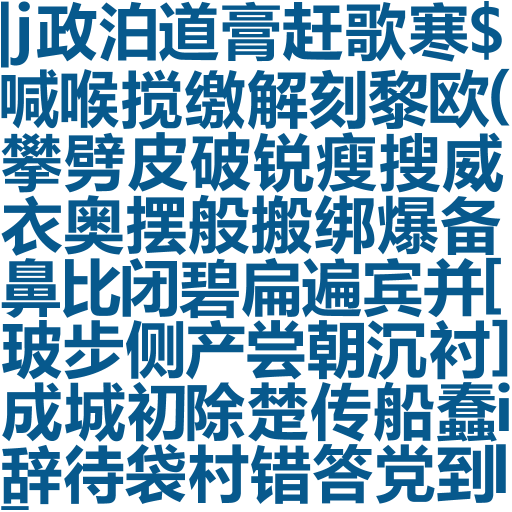 |j政泊道膏赶歌寒$
喊喉搅缴解刻黎欧(
攀劈皮破锐瘦搜威
衣奥摆般搬绑爆备
鼻比闭碧扁遍宾并[
玻步侧产尝朝沉衬]
成城初除楚传船蠢i
辞待袋村错答党到l